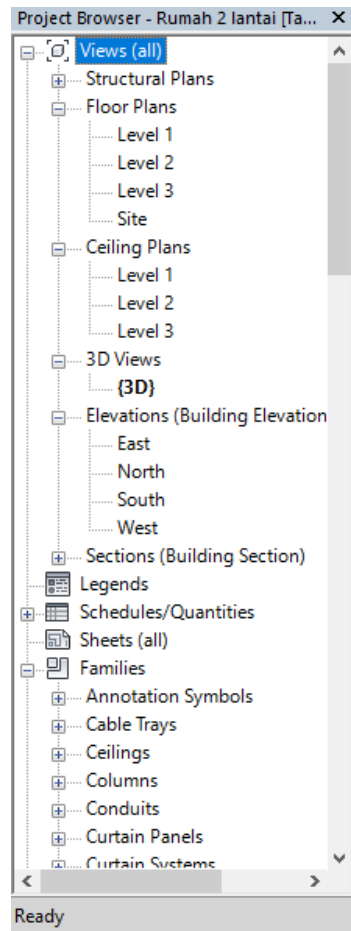 Project Browser - Rumah 2 lantai [Ta...
Views (all)
Structural Plans
Floor Plans
Level 1
Level 2
Level 3
Site
Ceiling Plans
Level 1
Level 2
Level 3
3D Views
{3D}
Elevations (Building Elevation
East
North
South
West
Sections (Building Section)
Legends
Schedules/Quantities
Sheets (all)
Families
Annotation Symbols
Cable Trays
Ceilings
Columns
Conduits
Curtain Panels
Curtain Systems
Ready